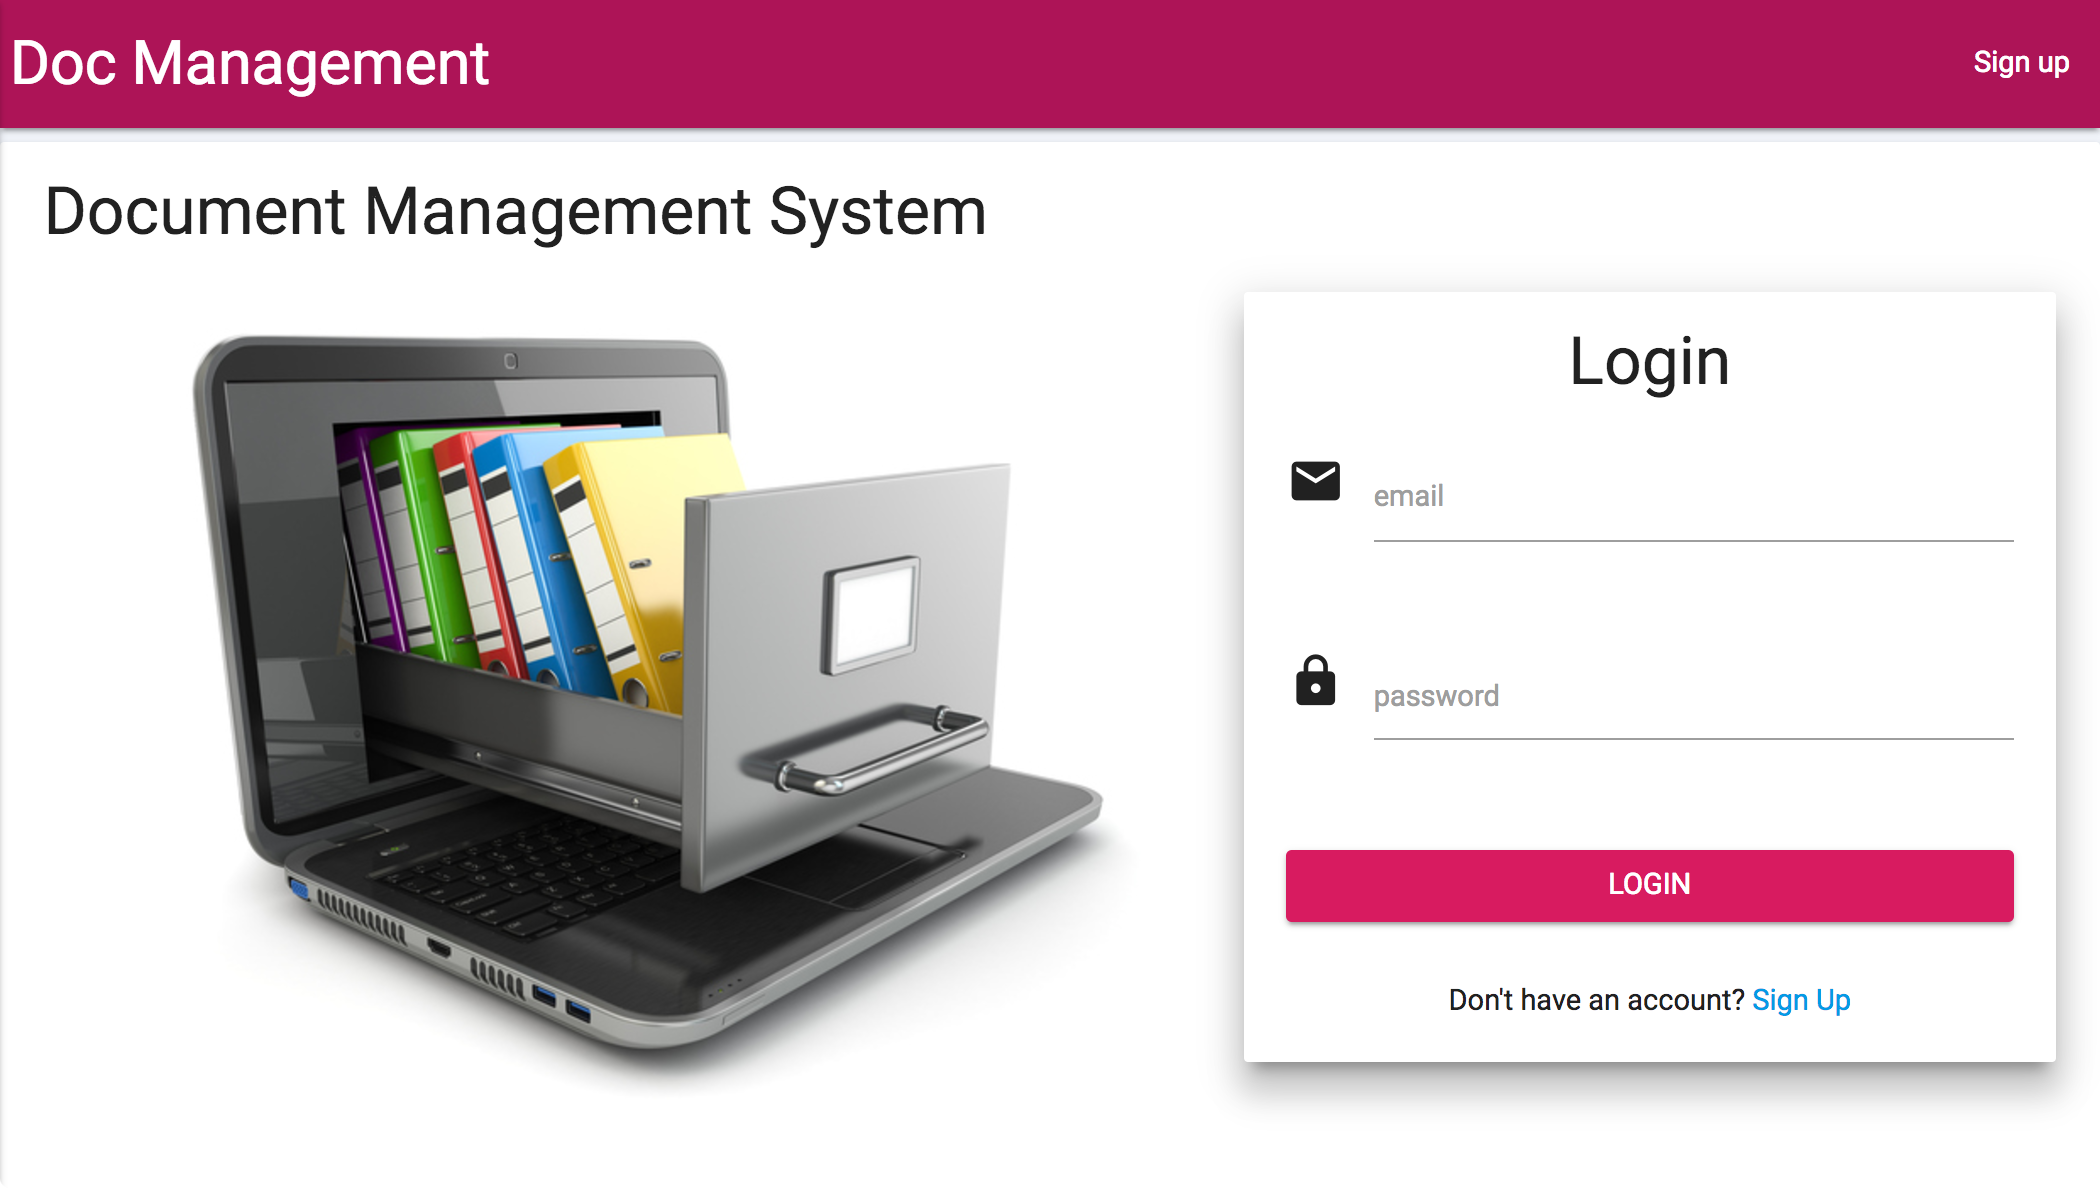 Doc Management
Sign up
Document Management System
Login
email
password
LOGIN
Don't have an account? Sign Up